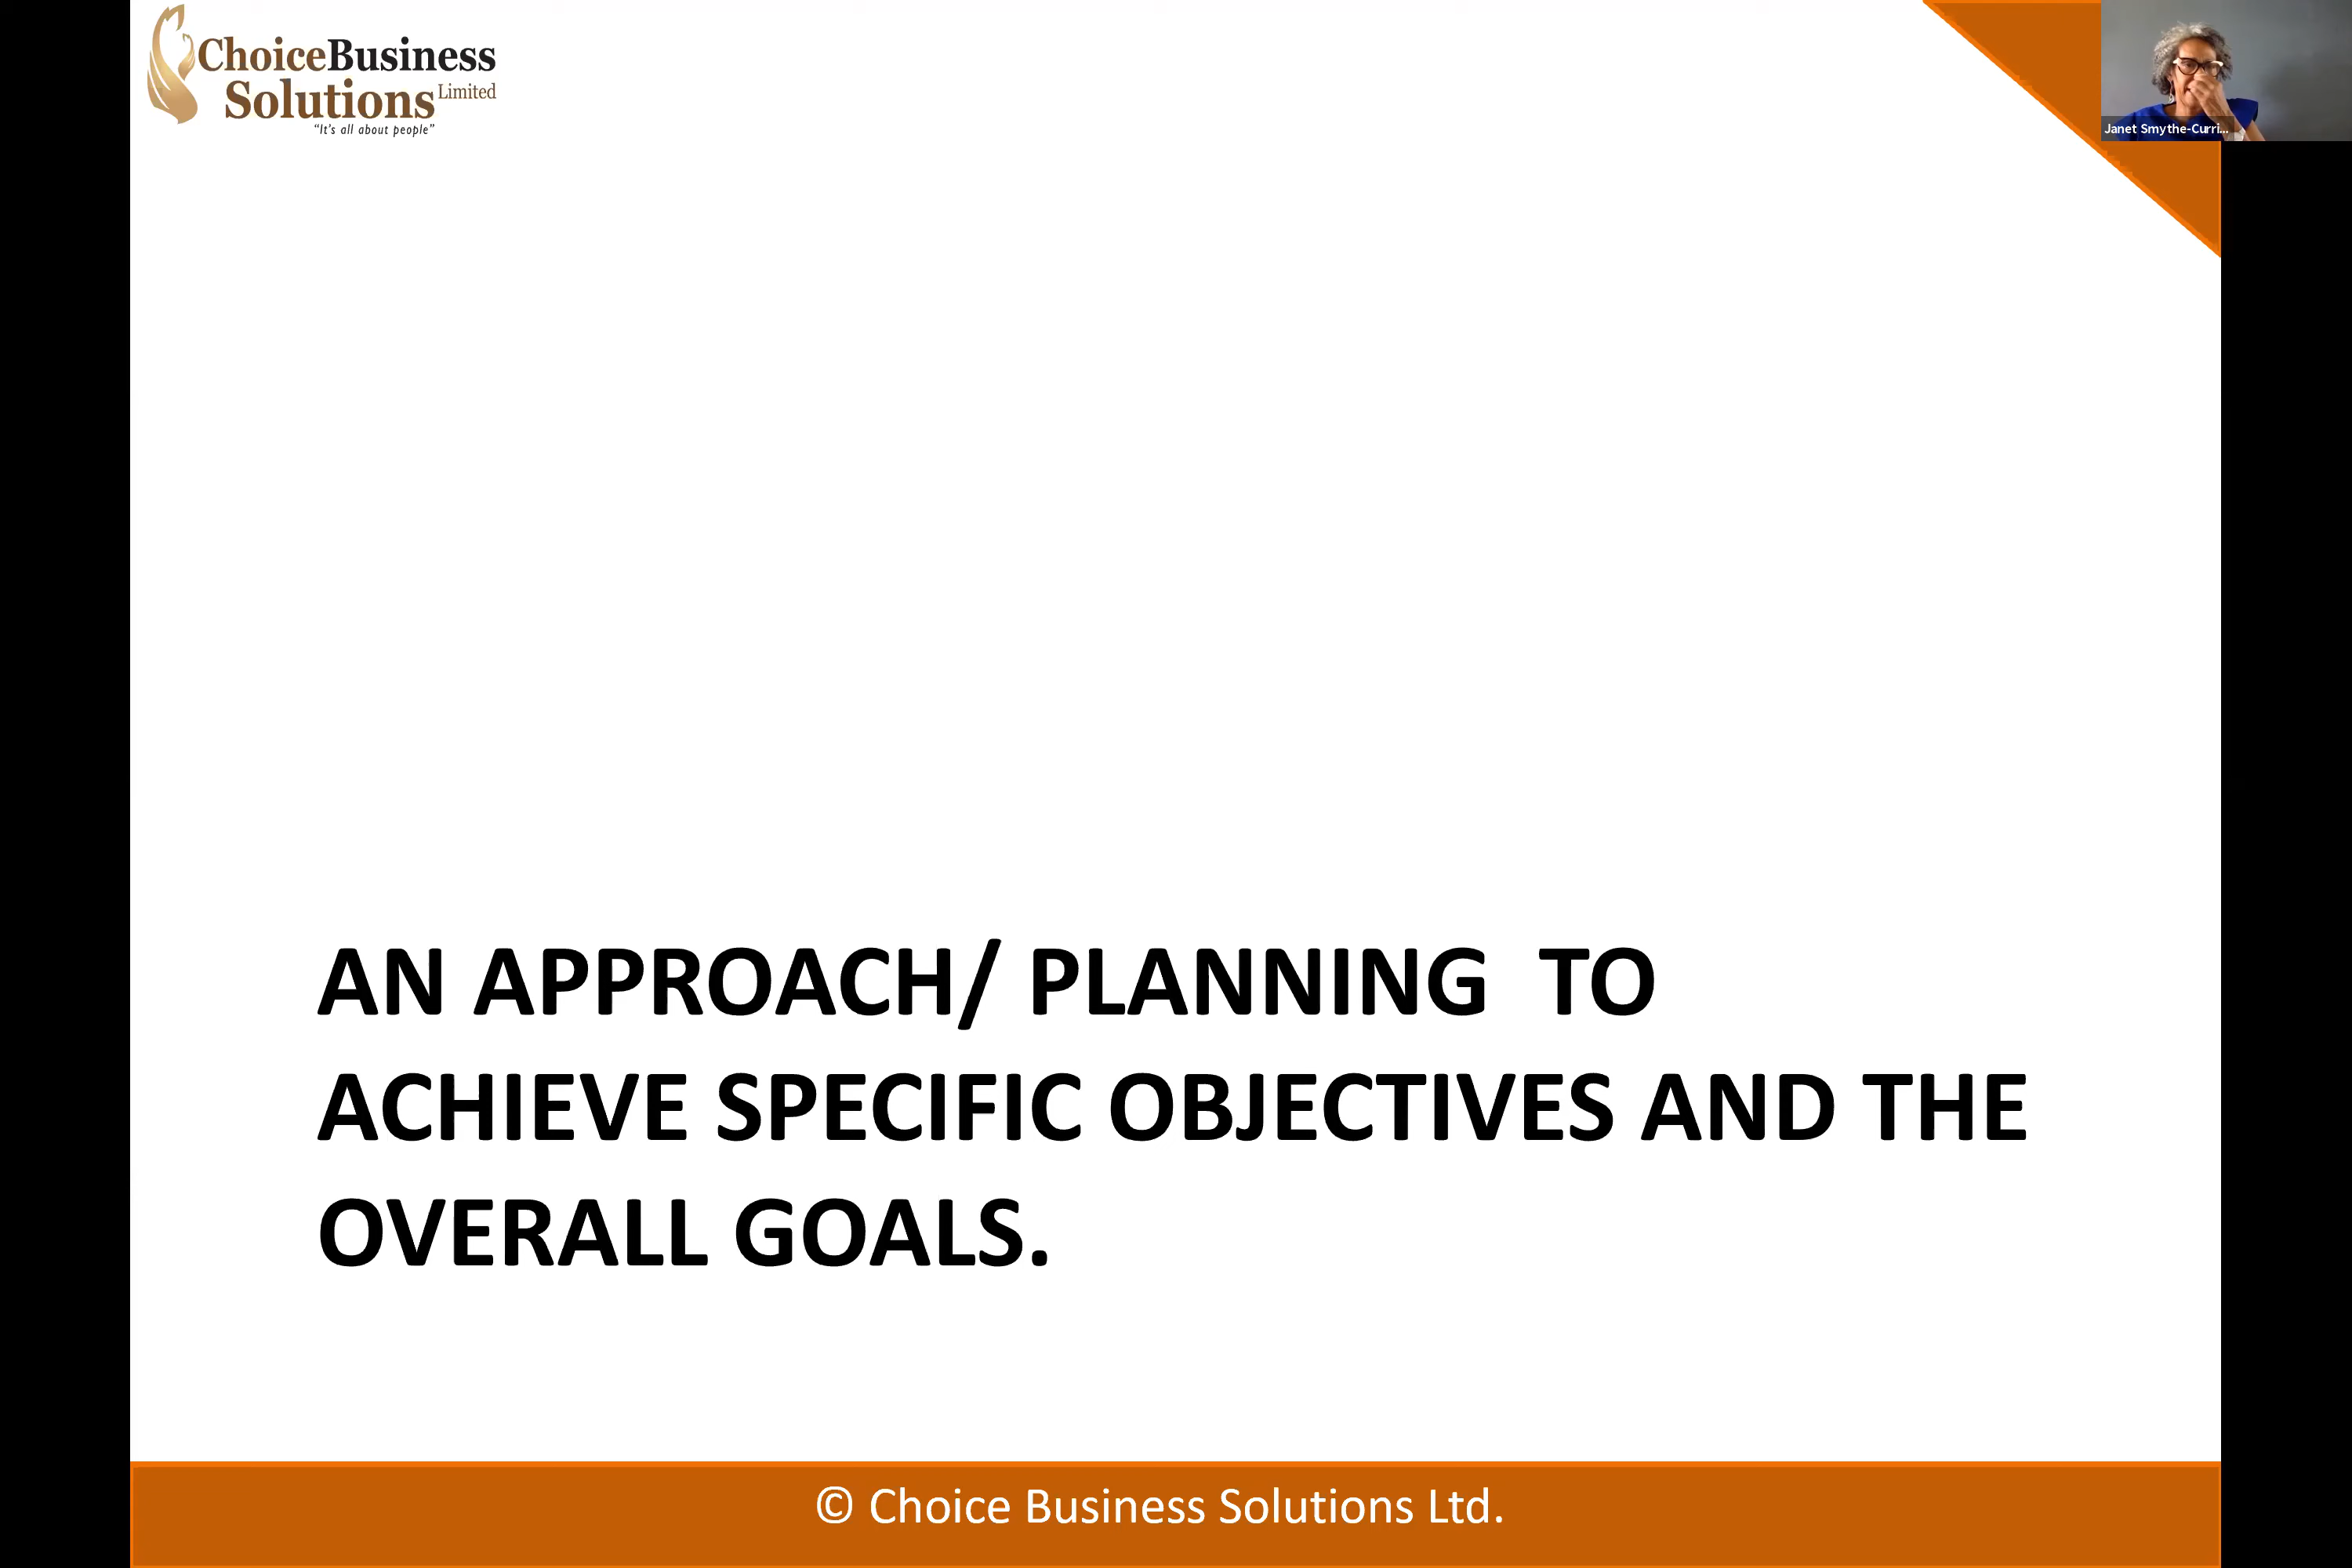 ChoiceBusiness
Solutions Limited
"It's all about people"
Janet Smythe-Curri...
AN APPROACH/ PLANNING  TO
ACHIEVE SPECIFIC OBJECTIVES AND THE
OVERALL GOALS.
© Choice Business Solutions Ltd.